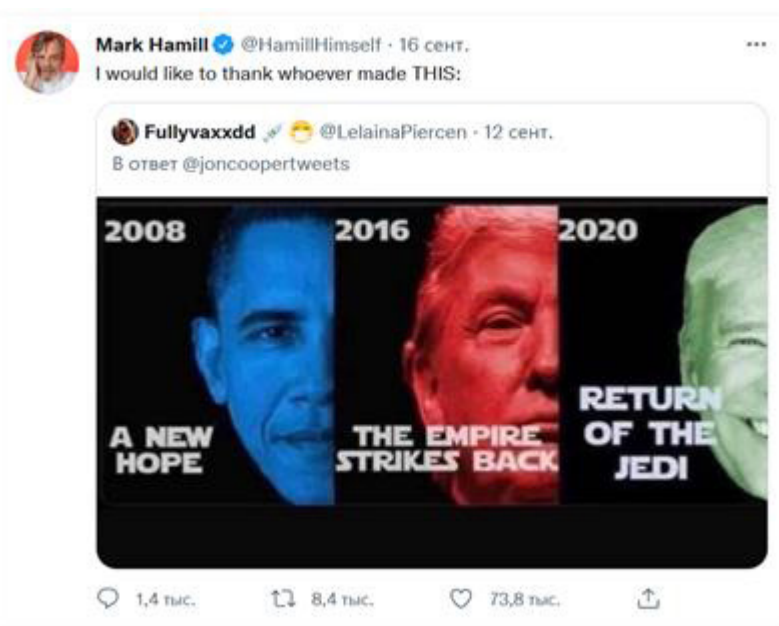 Mark Hamill @HamillHimself · 16 сент.
I would like to thank whoever made THIS:
Fullyvaxxdd @LelainaPiercen · 12 сент.
В ответ @joncoopertweets
2008
A NEW
HOPE
2016
THE EMPIRE
STRIKES BACK
2020
RETURN
OF THE
JEDI
1,4 тыс. 8,4 тыс. 73,8 тыс.